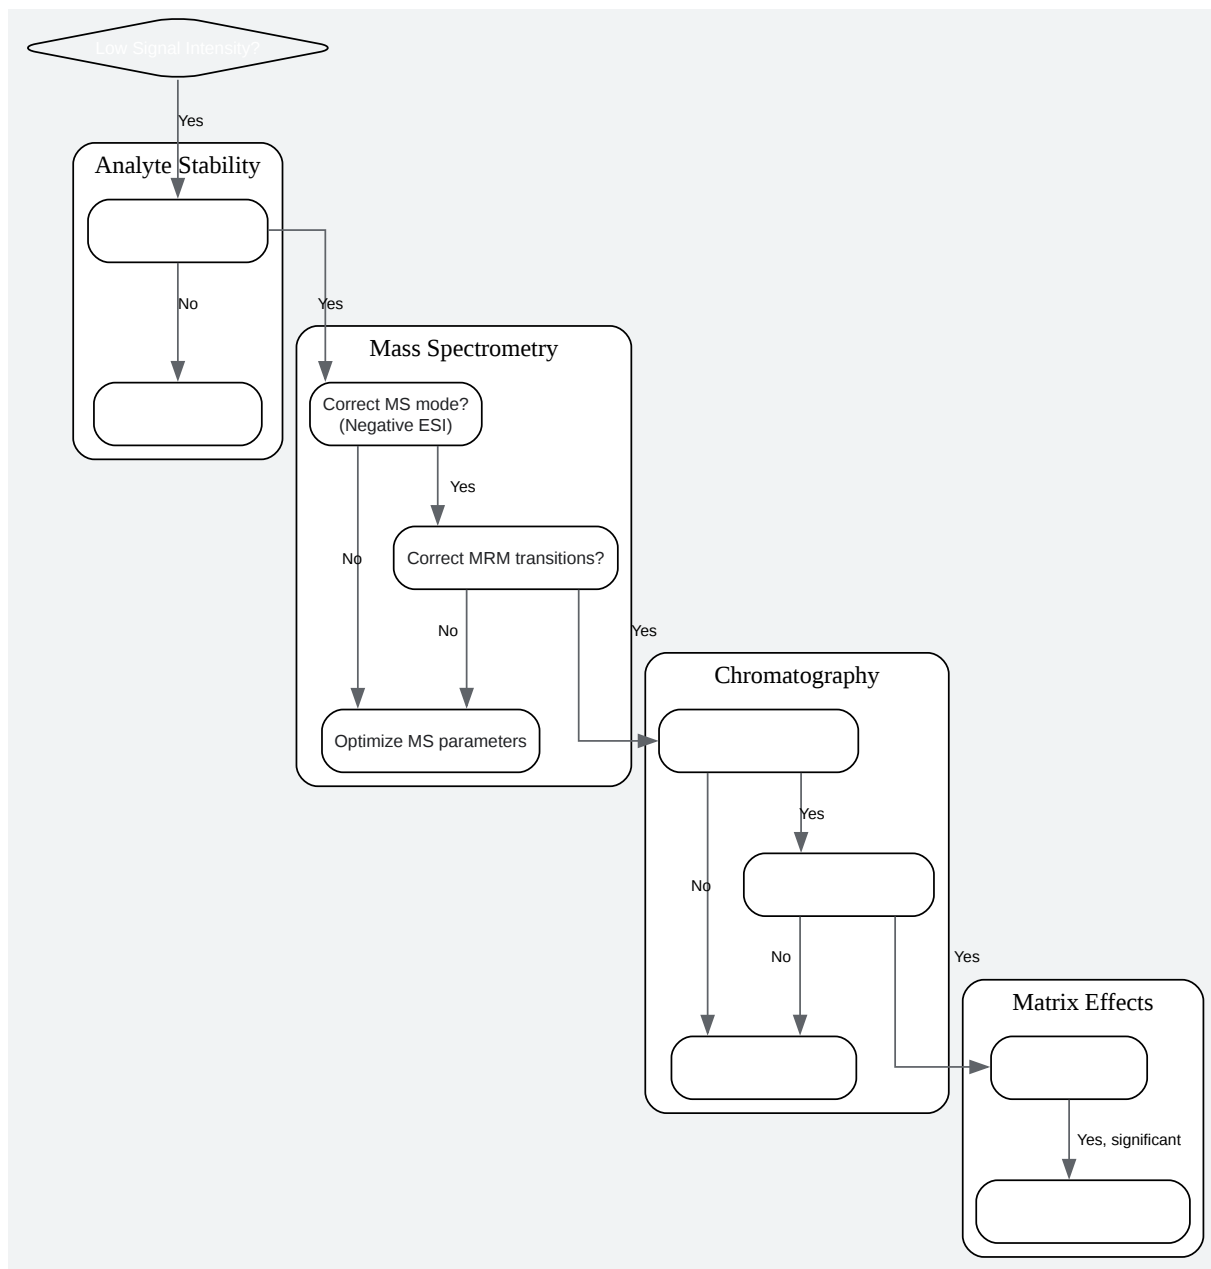 Low Signal Intensity?
Yes
Analyte Stability
No
Yes
Mass Spectrometry
Correct MS mode?
(Negative ESI)
Yes
No
Correct MRM transitions?
No
Yes
Optimize MS parameters
Chromatography
Yes
No
No
Yes
Matrix Effects
Yes, significant